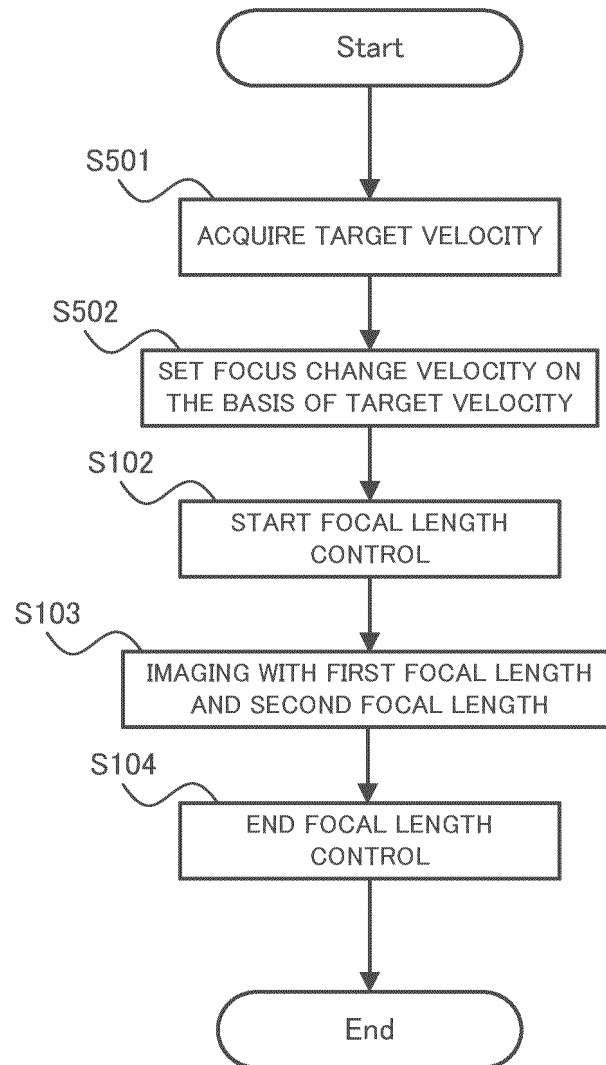 Start
S501
ACQUIRE TARGET VELOCITY
S502
SET FOCUS CHANGE VELOCITY ON
THE BASIS OF TARGET VELOCITY
S102
START FOCAL LENGTH
CONTROL
S103
IMAGING WITH FIRST FOCAL LENGTH
AND SECOND FOCAL LENGTH
S104
END FOCAL LENGTH
CONTROL
End